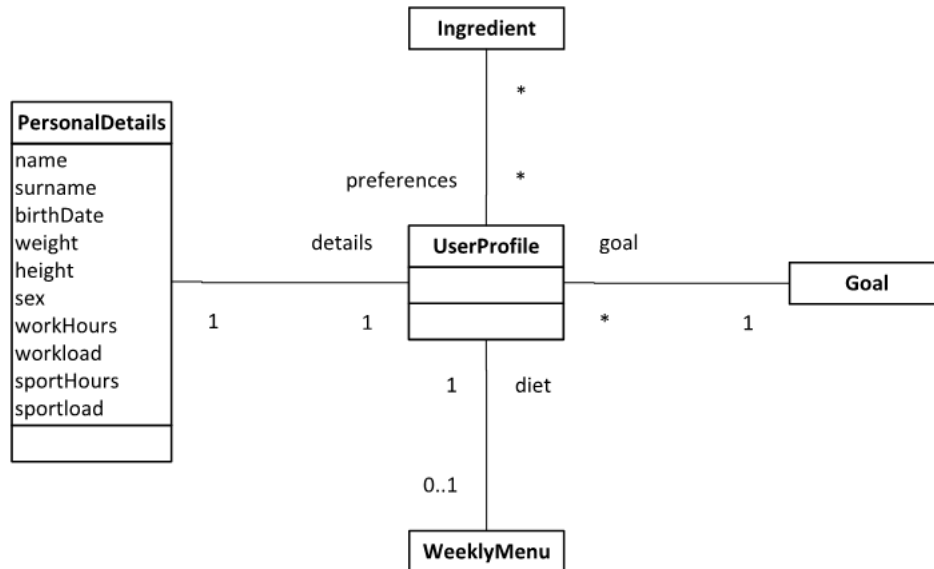 Ingredient
*
preferences
*
PersonalDetails
name
surname
birthDate
weight
height
sex
workHours
workload
sportHours
sportload
details
1
1
UserProfile
goal
*
1
Goal
1
diet
0..1
WeeklyMenu